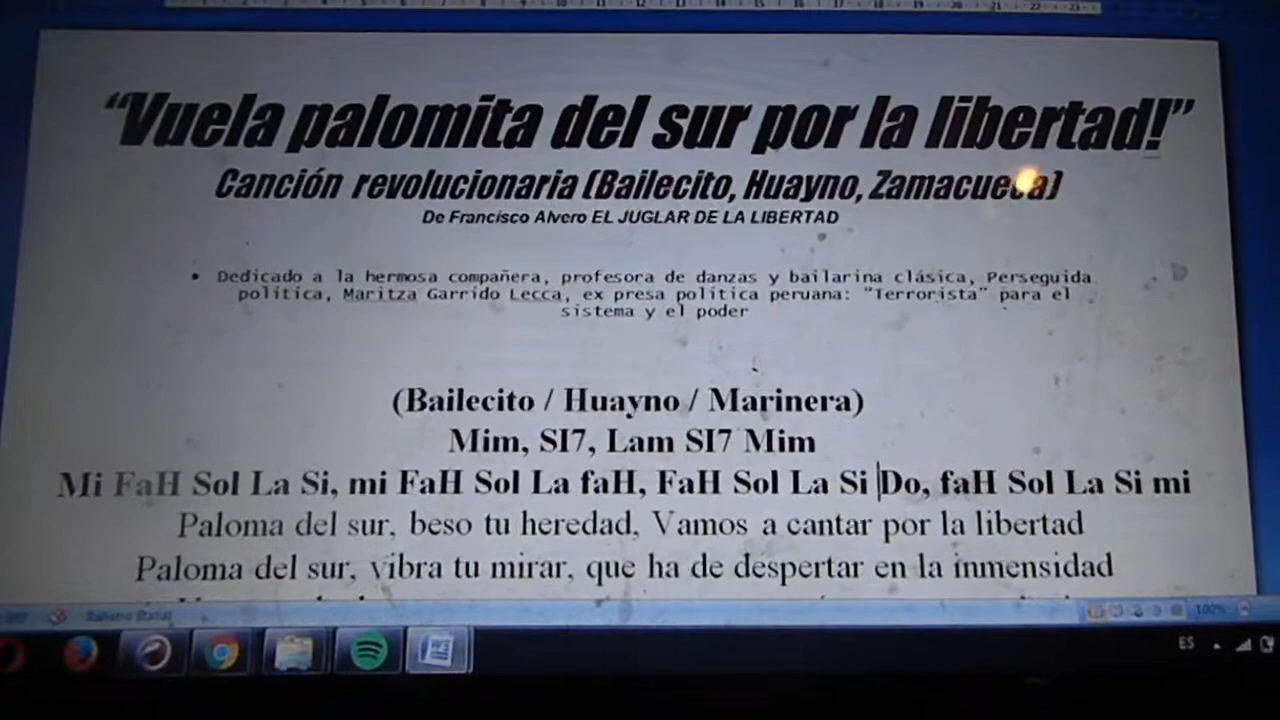 “Vuela palomita del sur por la libertad!”
Canción revolucionaria (Bailecito, Huayno, Zamacueca)
De Francisco Alvero EL JUGLAR DE LA LIBERTAD
• Dedicado a la hermosa compañera, profesora de danzas y bailarina clásica, Perseguida
política, Maritza Garrido Lecca, ex presa política peruana: “Terrorista” para el
sistema y el poder
(Bailecito / Huayno / Marinera)
Mim, SI7, Lam SI7 Mim
Mi FaH Sol La Si, mi FaH Sol La faH, FaH Sol La Si Do, faH Sol La Si mi
Paloma del sur, beso tu heredad, Vamos a cantar por la libertad
Paloma del sur, vibra tu mirar, que ha de despertar en la inmensidad
Italiano (Italia)
100%
ES